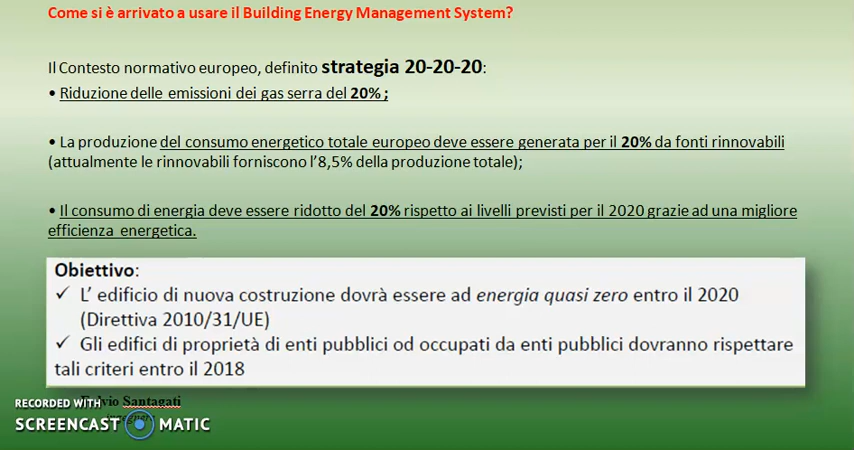 Come si è arrivato a usare il Building Energy Management System?
Il Contesto normativo europeo, definito strategia 20-20-20:
• Riduzione delle emissioni dei gas serra del 20% ;
• La produzione del consumo energetico totale europeo deve essere generata per il 20% da fonti rinnovabili
(attualmente le rinnovabili forniscono l’8,5% della produzione totale);
• Il consumo di energia deve essere ridotto del 20% rispetto ai livelli previsti per il 2020 grazie ad una migliore
efficienza energetica.
Obiettivo:
✓ L’ edificio di nuova costruzione dovrà essere ad energia quasi zero entro il 2020
(Direttiva 2010/31/UE)
✓ Gli edifici di proprietà di enti pubblici od occupati da enti pubblici dovranno rispettare
tali criteri entro il 2018
Santagati
RECORDED WITH
SCREENCAST MATIC